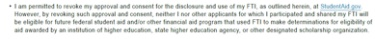 • I am permitted to revoke my approval and consent for the disclosure and use of my FTI, as outlined herein, at StudentAid.gov.
However, by revoking such approval and consent, neither I nor other applicants for which I participated and shared my FTI will
be eligible for future federal student aid and/or other financial aid program that used FTI to make determinations for eligibility of
aid awarded by an institution of higher education, state higher education agency, or other designated scholarship organization.